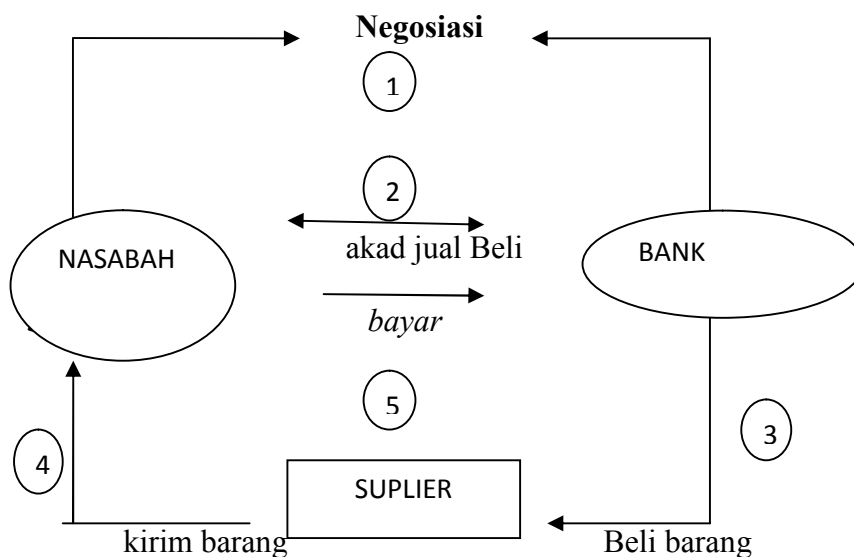 Negosiasi
1
2
akad jual Beli
NASABAH
BANK
bayar
5
3
4
SUPLIER
kirim barang
Beli barang